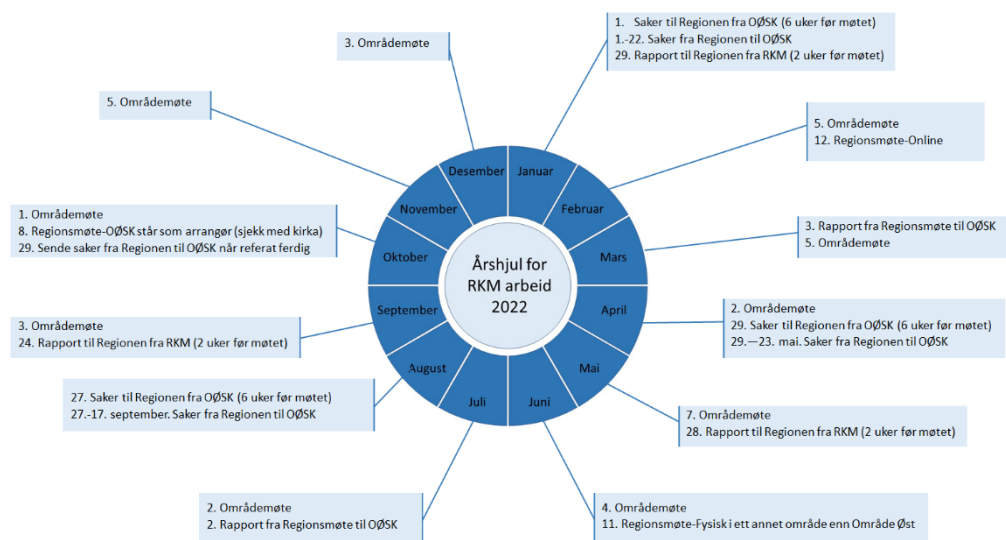 Årshjul for
RKM arbeid
2022
Januar
1. Saker til Regionen fra OØSK (6 uker før møtet)
1.-22. Saker fra Regionen til OØSK
29. Rapport til Regionen fra RKM (2 uker før møtet)
Februar
5. Områdemøte
12. Regionsmøte-Online
Mars
3. Rapport fra Regionsmøte til OØSK
5. Områdemøte
April
2. Områdemøte
29. Saker til Regionen fra OØSK (6 uker før møtet)
29.—23. mai. Saker fra Regionen til OØSK
Mai
7. Områdemøte
28. Rapport til Regionen fra RKM (2 uker før møtet)
Juni
4. Områdemøte
11. Regionsmøte-Fysisk i ett annet område enn Område Øst
Juli
2. Områdemøte
2. Rapport fra Regionsmøte til OØSK
August
27. Saker til Regionen fra OØSK (6 uker før møtet)
27.-17. september. Saker fra Regionen til OØSK
September
3. Områdemøte
24. Rapport til Regionen fra RKM (2 uker før møtet)
Oktober
1. Områdemøte
8. Regionsmøte-OØSK står som arrangør (sjekk med kirka)
29. Sende saker fra Regionen til OØSK når referat ferdig
November
5. Områdemøte
Desember
3. Områdemøte